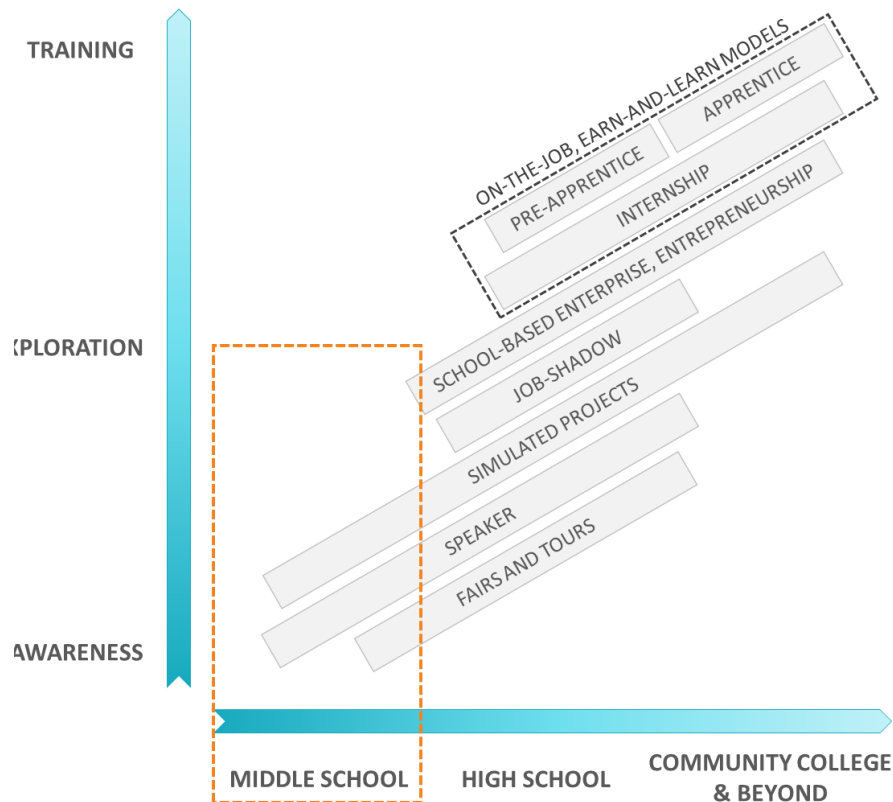 TRAINING
ON-THE-JOB, EARN-AND-LEARN MODELS
APPRENTICE
PRE-APPRENTICE
INTERNSHIP
SCHOOL-BASED ENTERPRISE, ENTREPRENEURSHIP
XPLORATION
JOB-SHADOW
SIMULATED PROJECTS
SPEAKER
FAIRS AND TOURS
AWARENESS
MIDDLE SCHOOL
HIGH SCHOOL
COMMUNITY COLLEGE
& BEYOND